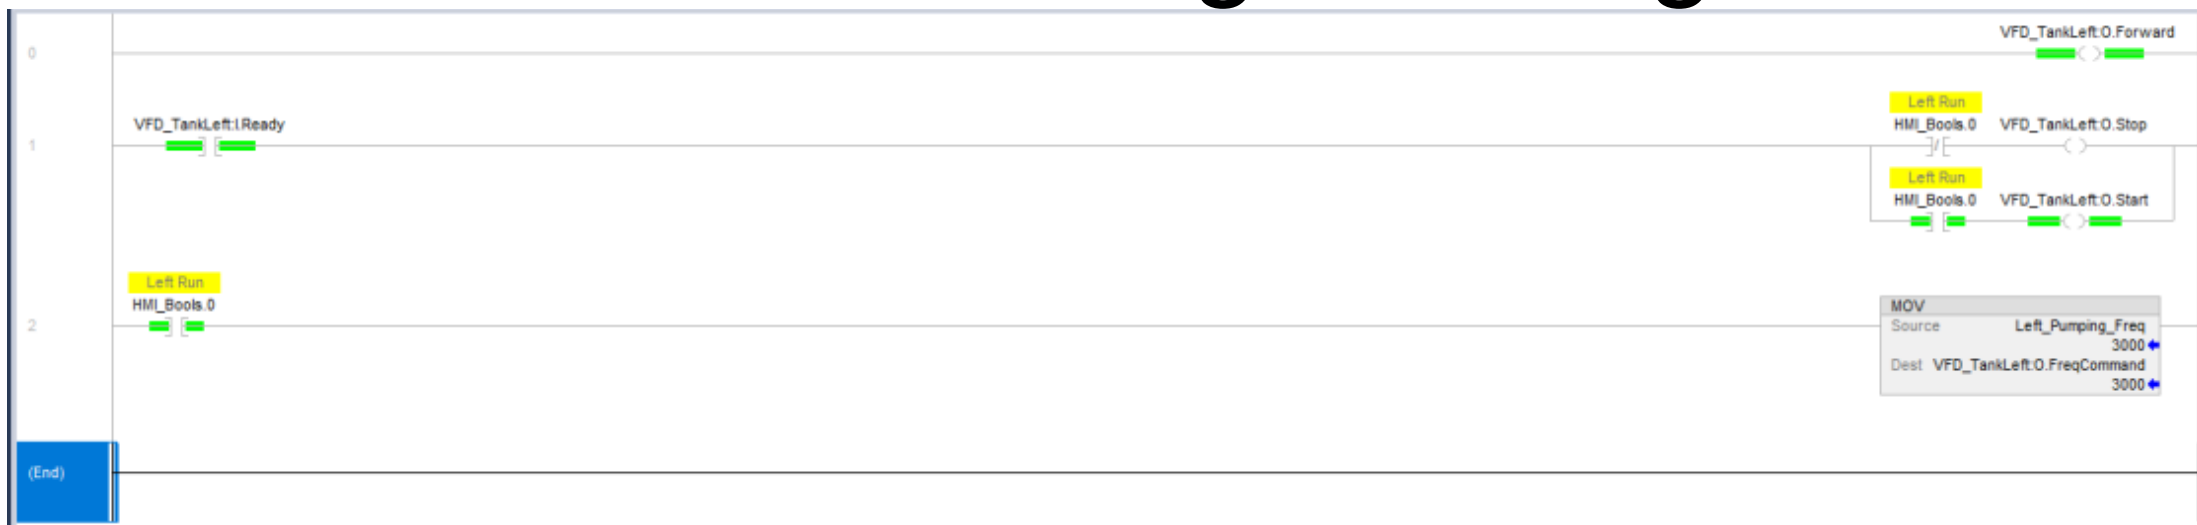 0
VFD_TankLeft:O.Forward
1
VFD_TankLeft:I.Ready
Left Run
HMI_Bools.0 VFD_TankLeft:O.Stop
Left Run
HMI_Bools.0 VFD_TankLeft:O.Start
2
Left Run
HMI_Bools.0
MOV
Source Left_Pumping_Freq
3000
Dest VFD_TankLeft:O.FreqCommand
3000
(End)